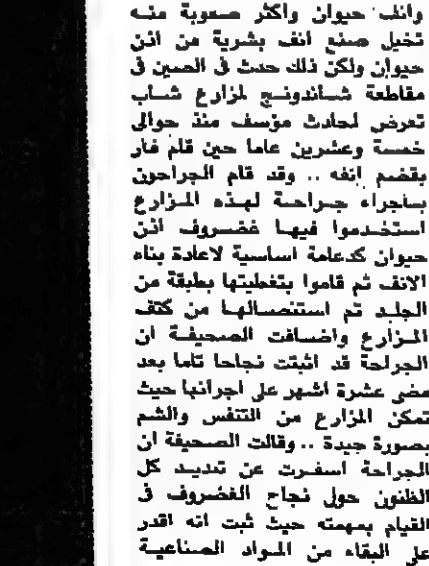 وانف حيوان واكثر صعوبة منه
تخيل صنع انف بشرية من اذن
حيوان ولكن ذلك حدث في الصين في
مقاطعة شاندونج لمزارع شاب
تعرض لحادث مؤسف منذ حوالي
خمسة وعشرين عاما حين قام فار
بقضم انفه .. وقد قام الجراحون
باجراء جراحة لهذه المزارع
استخدموا فيها غضروف اذن
حيوان كدعامة اساسية لاعادة بناء
الانف ثم قاموا بتغطيتها بطبقة من
الجلد تم استئصالها من كتف
المزارع واضافت الصحيفة ان
الجراحة قد اثبتت نجاحا تاما بعد
مضي عشرة اشهر علي اجرائها حيث
تمكن المزارع من التنفس والشم
بصورة جيدة .. وقالت الصحيفة ان
الجراحة اسفرت عن تبديد كل
الظنون حول نجاح الغضروف في
القيام بمهمته حيث ثبت انه اقدر
علي البقاء من المواد الصناعية